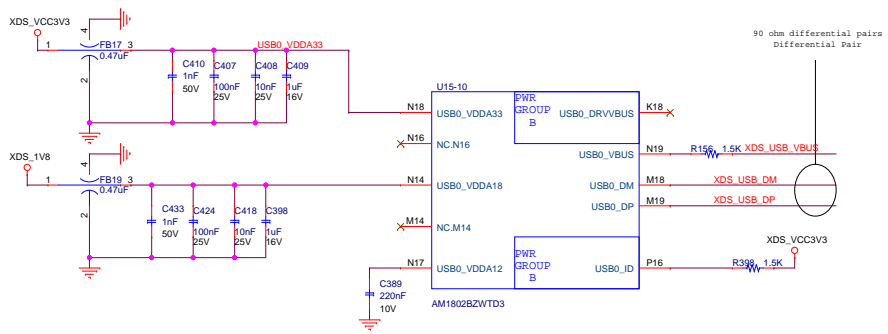 XDS_VCC3V3
4
1
FB17
3
0.47uF
2
USB0_VDDA33
C410
1nF
50V
C407
100nF
25V
C408
10nF
25V
C409
1uF
16V
90 ohm differential pairs
Differential Pair
U15-10
PWR
GROUP
B
N18
USB0_VDDA33
USB0_DRVVBUS
K18
N16
NC.N16
USB0_VBUS
N19
R156
1.5K
XDS_USB_VBUS
XDS_1V8
4
1
FB19
3
0.47uF
2
N14
USB0_VDDA18
USB0_DM
M18
XDS_USB_DM
USB0_DP
M19
XDS_USB_DP
C433
1nF
50V
C424
100nF
25V
C418
10nF
25V
C398
1uF
16V
M14
NC.M14
PWR
GROUP
B
XDS_VCC3V3
N17
USB0_VDDA12
USB0_ID
P16
R398
1.5K
C389
220nF
10V
AM1802BZWTD3